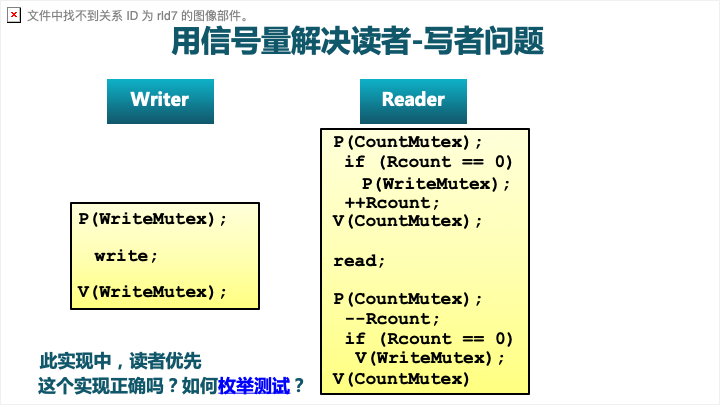 文件中找不到关系 ID 为 rId7 的图像部件。
用信号量解决读者-写者问题
Writer
Reader
P(WriteMutex);
write;
V(WriteMutex);
P(CountMutex);
if (Rcount == 0)
P(WriteMutex);
++Rcount;
V(CountMutex);
read;
P(CountMutex);
--Rcount;
if (Rcount == 0)
V(WriteMutex);
V(CountMutex)
此实现中，读者优先
这个实现正确吗？如何枚举测试？